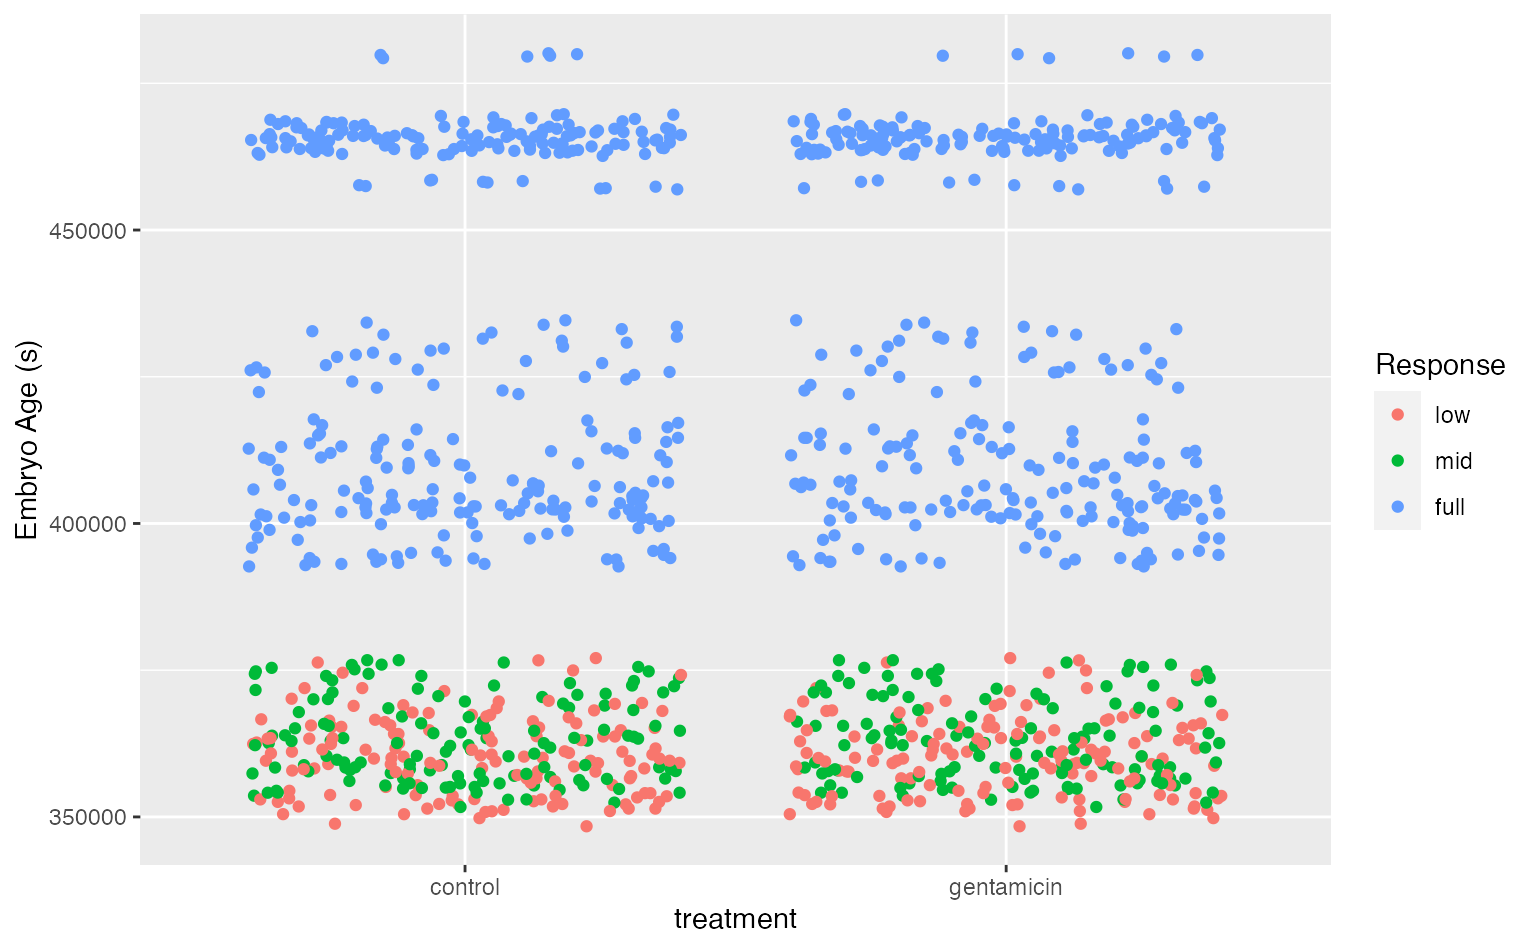 Embryo Age (s)
450000
400000
350000
control
gentamicin
treatment
Response
low
mid
full